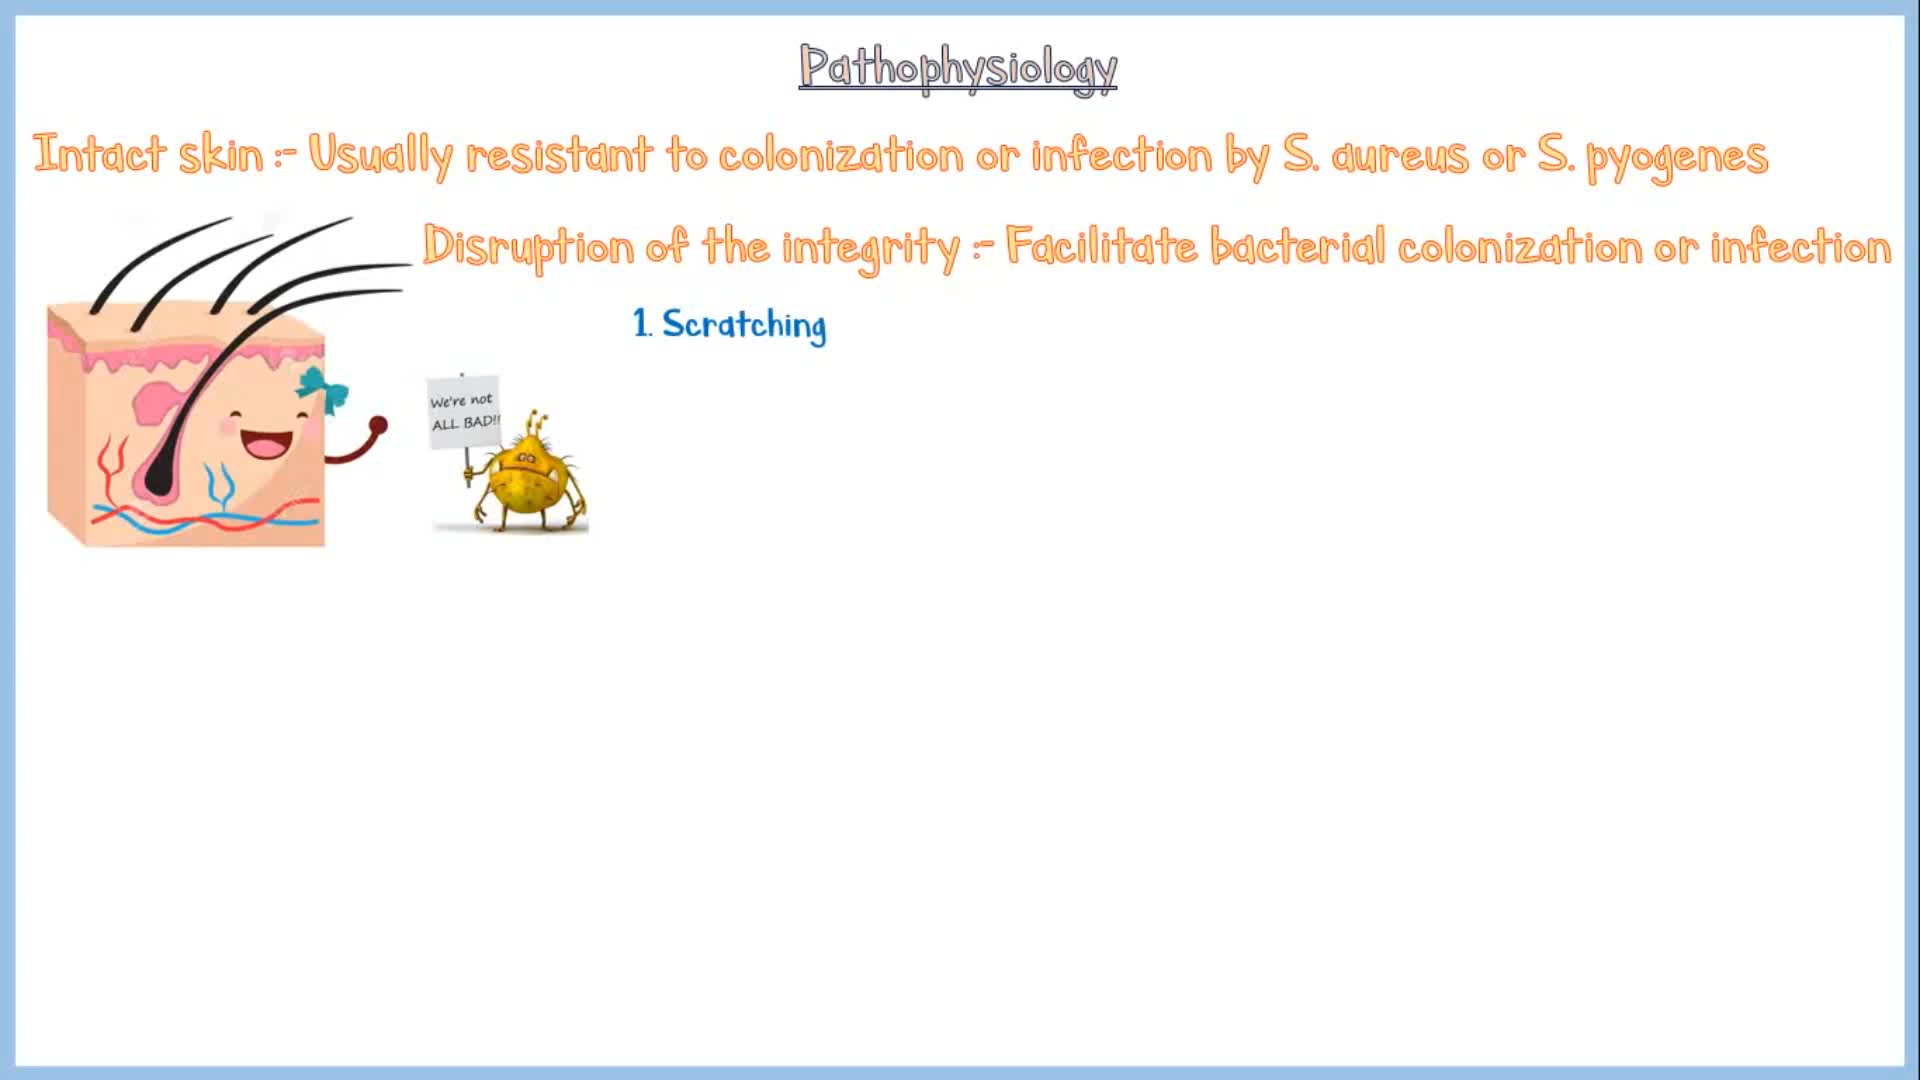 Pathophysiology
Intact skin :- Usually resistant to colonization or infection by S. aureus or S. pyogenes
Disruption of the integrity :- Facilitate bacterial colonization or infection
1. Scratching
We're not
ALL BAD!!